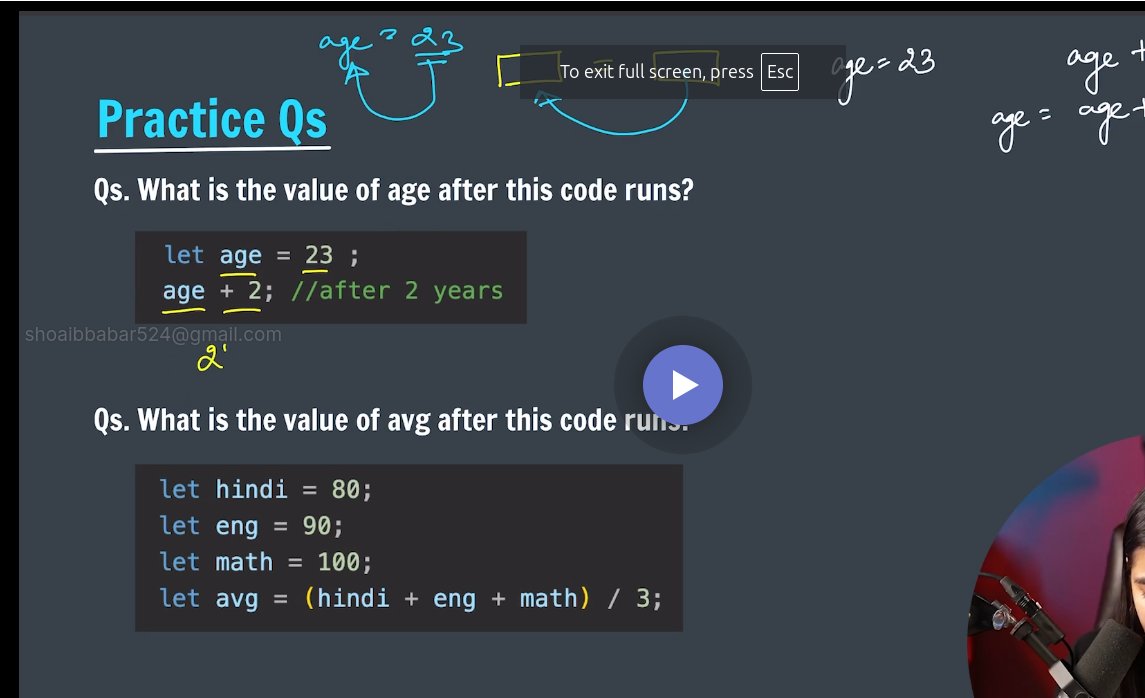 age = 23
To exit full screen, press Esc
age = 23
age +
age = age +
Practice Qs
Qs. What is the value of age after this code runs?
let age = 23 ;
age + 2; //after 2 years
shoaibbabar524@gmail.com
2
Qs. What is the value of avg after this code runs?
let hindi = 80;
let eng = 90;
let math = 100;
let avg = (hindi + eng + math) / 3;